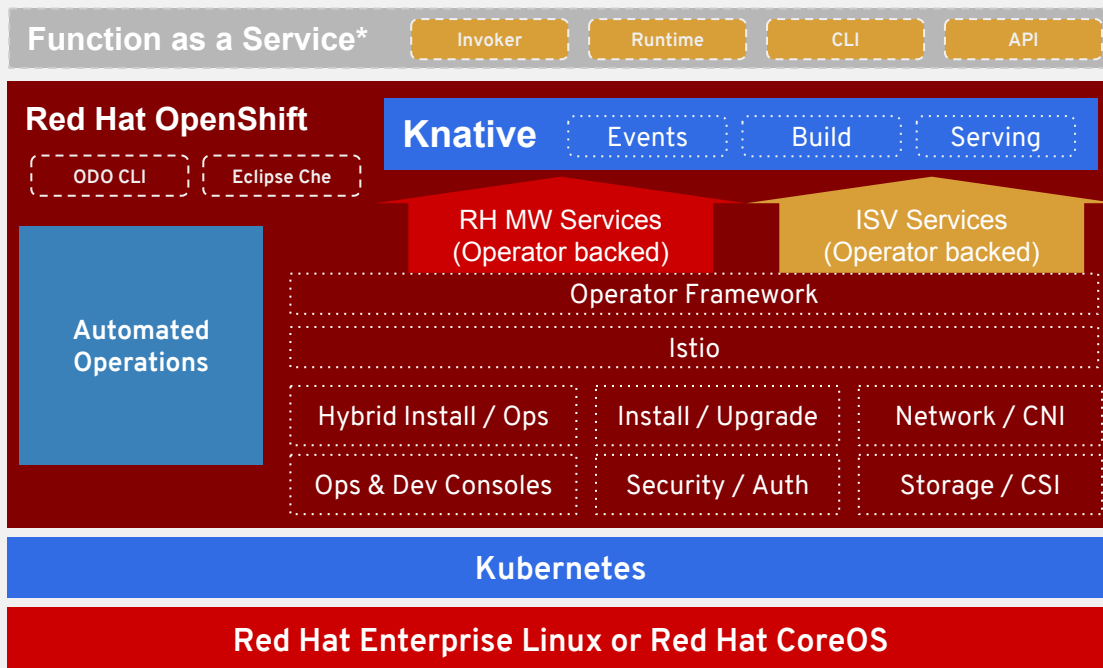 Function as a Service*
Invoker
Runtime
CLI
API
Red Hat OpenShift
ODO CLI
Eclipse Che
Knative
Events
Build
Serving
RH MW Services
(Operator backed)
ISV Services
(Operator backed)
Automated
Operations
Operator Framework
Istio
Hybrid Install / Ops
Install / Upgrade
Network / CNI
Ops & Dev Consoles
Security / Auth
Storage / CSI
Kubernetes
Red Hat Enterprise Linux or Red Hat CoreOS